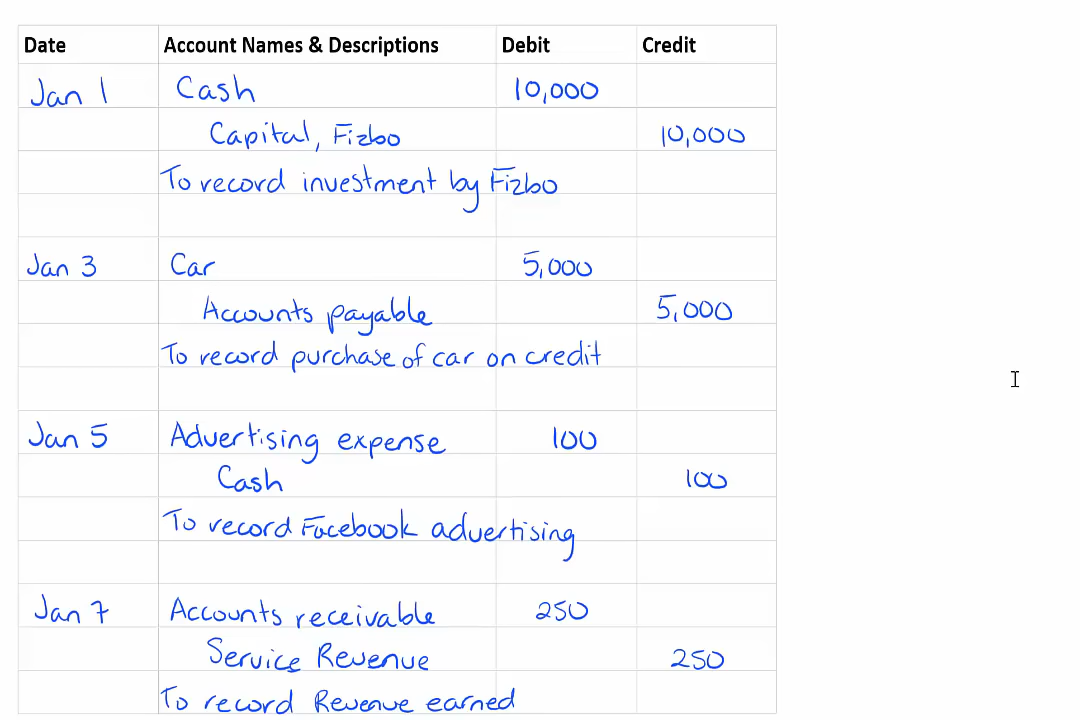 Date Account Names & Descriptions Debit Credit
Jan 1 Cash 10,000
Capital, Fizbo 10,000
To record investment by Fizbo
Jan 3 Car 5,000
Accounts payable 5,000
To record purchase of car on credit
Jan 5 Advertising expense 100
Cash 100
To record Facebook advertising
Jan 7 Accounts receivable 250
Service Revenue 250
To record Revenue earned